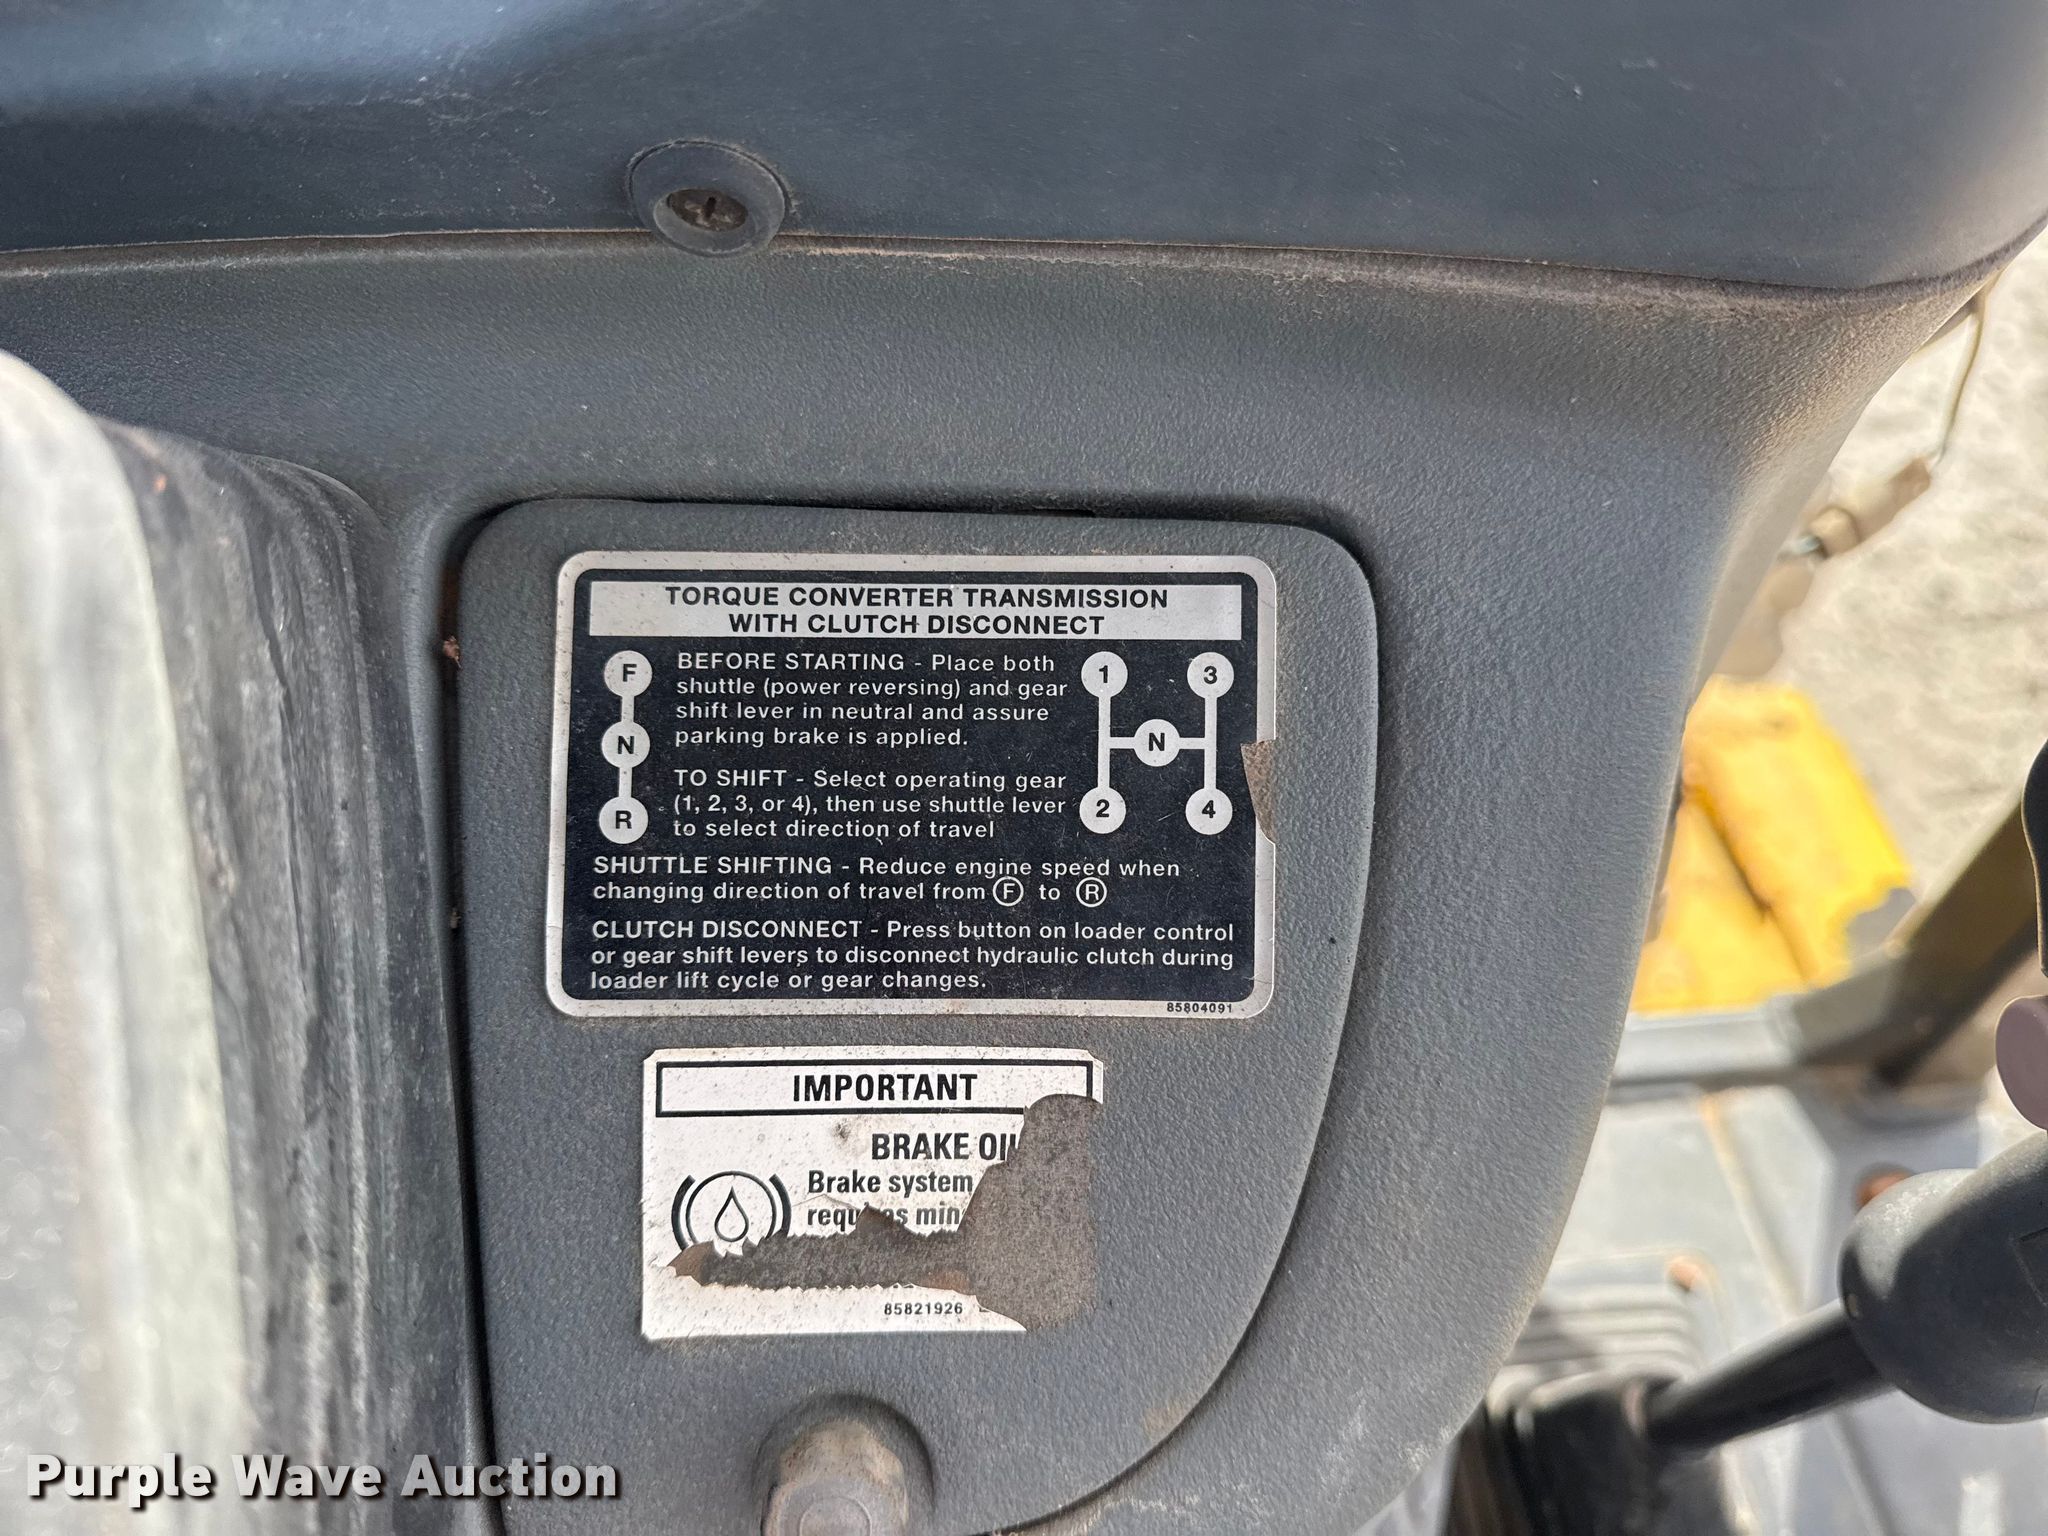 TORQUE CONVERTER TRANSMISSION
WITH CLUTCH DISCONNECT
F
N
R
BEFORE STARTING - Place both
shuttle (power reversing) and gear
shift lever in neutral and assure
parking brake is applied.
TO SHIFT - Select operating gear
(1, 2, 3, or 4), then use shuttle lever
to select direction of travel
1 3
N
2 4
SHUTTLE SHIFTING - Reduce engine speed when
changing direction of travel from F to R
CLUTCH DISCONNECT - Press button on loader control
or gear shift levers to disconnect hydraulic clutch during
loader lift cycle or gear changes.
85804091
IMPORTANT
BRAKE
Brake system
85821926
Purple Wave Auction